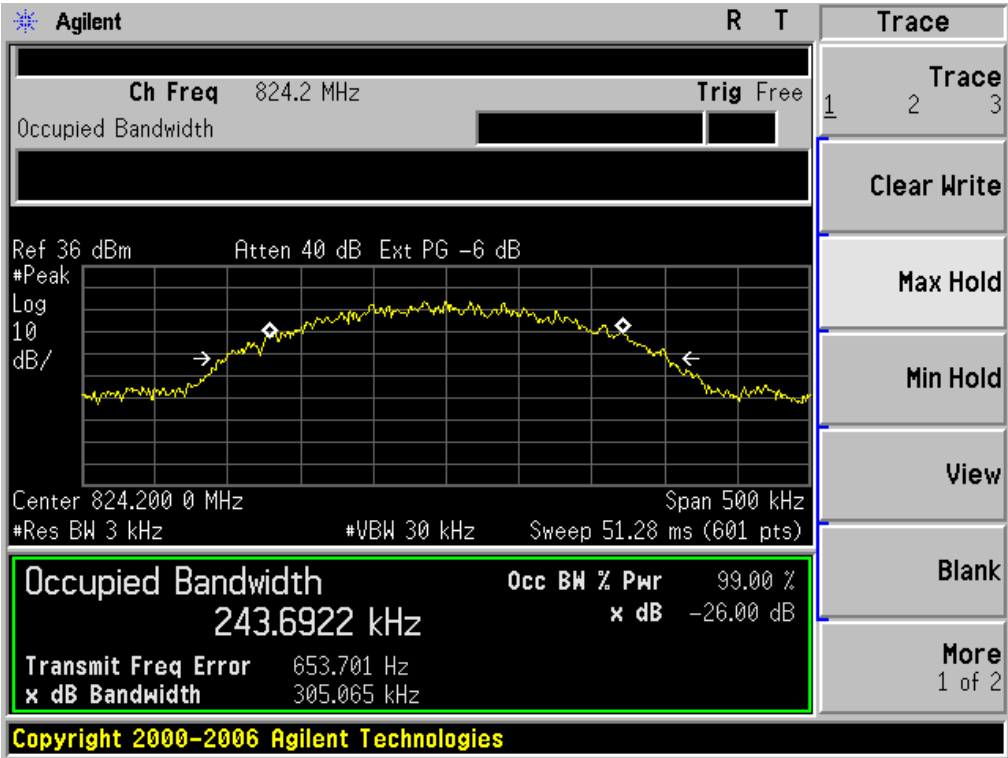 Agilent R T Trace
Ch Freq 824.2 MHz Trig Free
Occupied Bandwidth
Trace
1 2 3
Clear Write
Max Hold
Min Hold
View
Blank
More
1 of 2
Ref 36 dBm Atten 40 dB Ext PG -6 dB
#Peak
Log
10
dB/
Center 824.200 0 MHz Span 500 kHz
#Res BW 3 kHz #VBW 30 kHz Sweep 51.28 ms (601 pts)
Occupied Bandwidth
243.6922 kHz
Occ BW % Pwr 99.00 %
x dB -26.00 dB
Transmit Freq Error 653.701 Hz
x dB Bandwidth 305.065 kHz
Copyright 2000-2006 Agilent Technologies